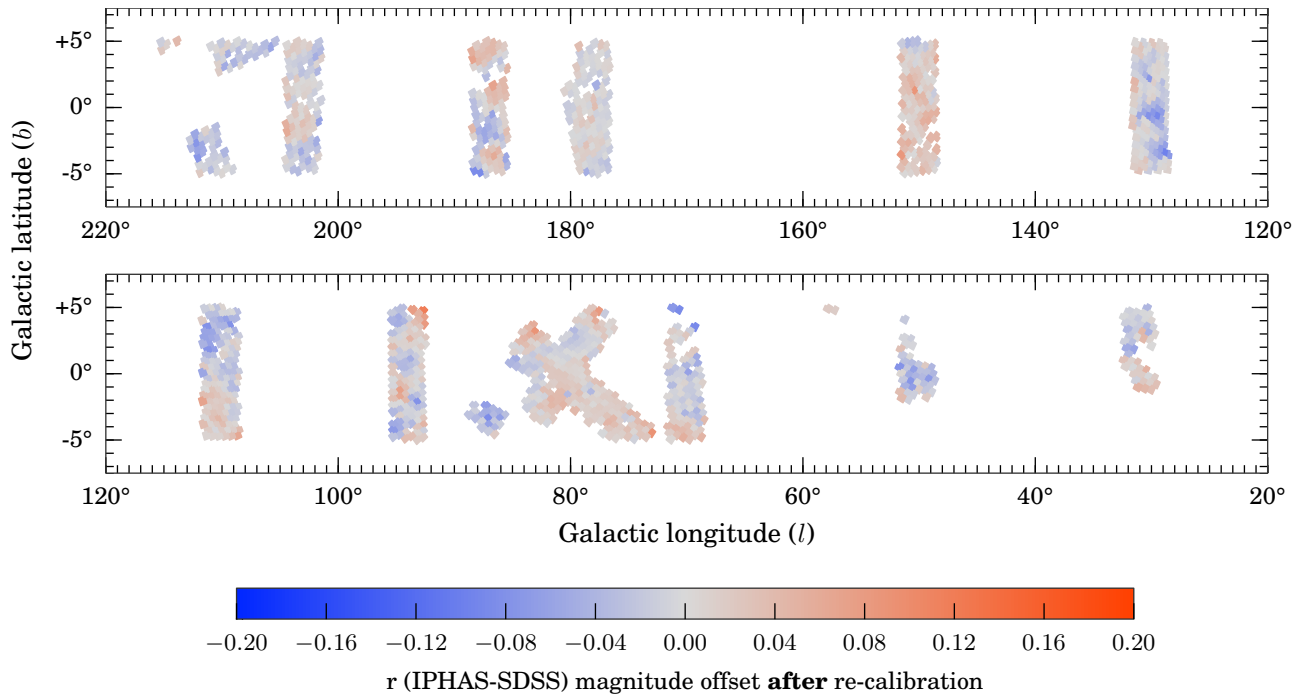 +5°
0°
-5°
220° 200° 180° 160° 140° 120°
Galactic latitude (b)
+5°
0°
-5°
120° 100° 80° 60° 40° 20°
Galactic longitude (l)
−0.20 −0.16 −0.12 −0.08 −0.04 0.00 0.04 0.08 0.12 0.16 0.20
r (IPHAS-SDSS) magnitude offset after re-calibration